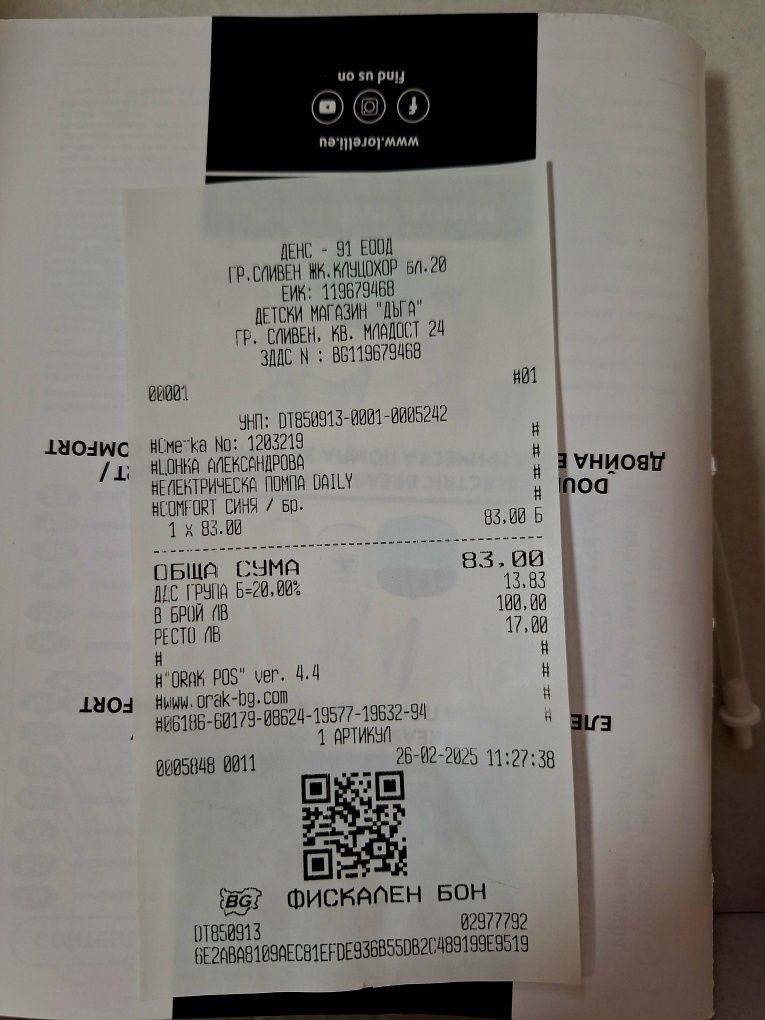 Find us on
www.lorelli.eu
ДЕНС - 91 ЕООД
ГР.СЛИВЕН ЖК.КЛУЦОХОР БЛ.20
ЕИК: 119679468
ДЕТСКИ МАГАЗИН "ДЪГА"
ГР. СЛИВЕН, КВ. МЛАДОСТ 24
ЗДДС N : BG119679468
00001 #01
УНП: DT850913-0001-0005242
#Сметка No: 1203219 #
#ЦОНКА АЛЕКСАНДРОВА #
#ЕЛЕКТРИЧЕСКА ПОМПА DAILY #
#COMFORT СИНЯ / бр. #
1 x 83.00 83,00 Б
ОБЩА СУМА 83,00
ДДС ГРУПА Б=20,00% 13,83
В БРОЙ ЛВ 100,00
РЕСТО ЛВ 17,00
# #
#"ORAK POS" ver. 4.4 #
#www.orak-bg.com #
#06186-60179-08624-19577-19632-94 #
1 АРТИКУЛ
0005848 0011 26-02-2025 11:27:38
BG ФИСКАЛЕН БОН
DT850913 02977792
6E2ABA8109AEC81EFDE936B55DB2C489199E9519
ДВОЙНА